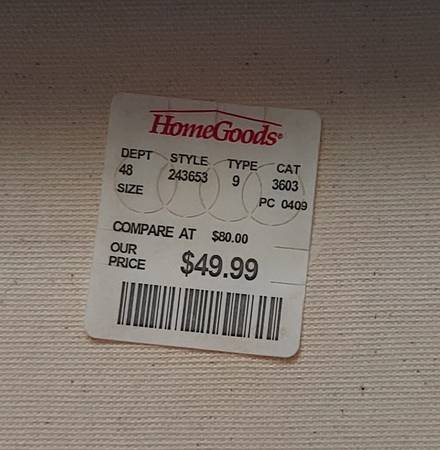 HomeGoods®
DEPT STYLE TYPE CAT
48 243653 9 3603
SIZE PC 0409
COMPARE AT $80.00
OUR
PRICE $49.99